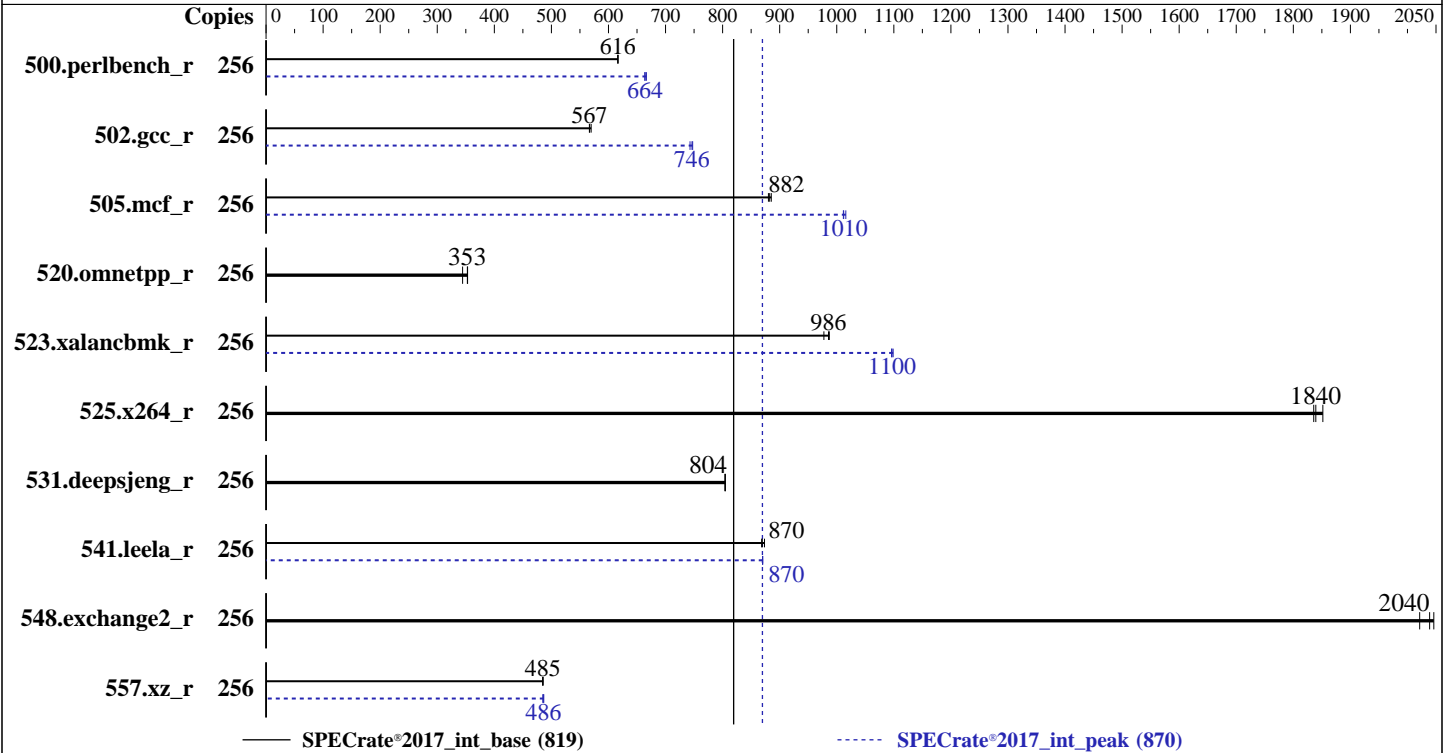 Copies 0 100 200 300 400 500 600 700 800 900 1000 1100 1200 1300 1400 1500 1600 1700 1800 1900 2050
616
500.perlbench_r 256
664
567
502.gcc_r 256
746
882
505.mcf_r 256
1010
353
520.omnetpp_r 256
986
523.xalancbmk_r 256
1100
1840
525.x264_r 256
804
531.deepsjeng_r 256
870
541.leela_r 256
870
2040
548.exchange2_r 256
485
557.xz_r 256
486
SPECrate®2017_int_base (819) SPECrate®2017_int_peak (870)